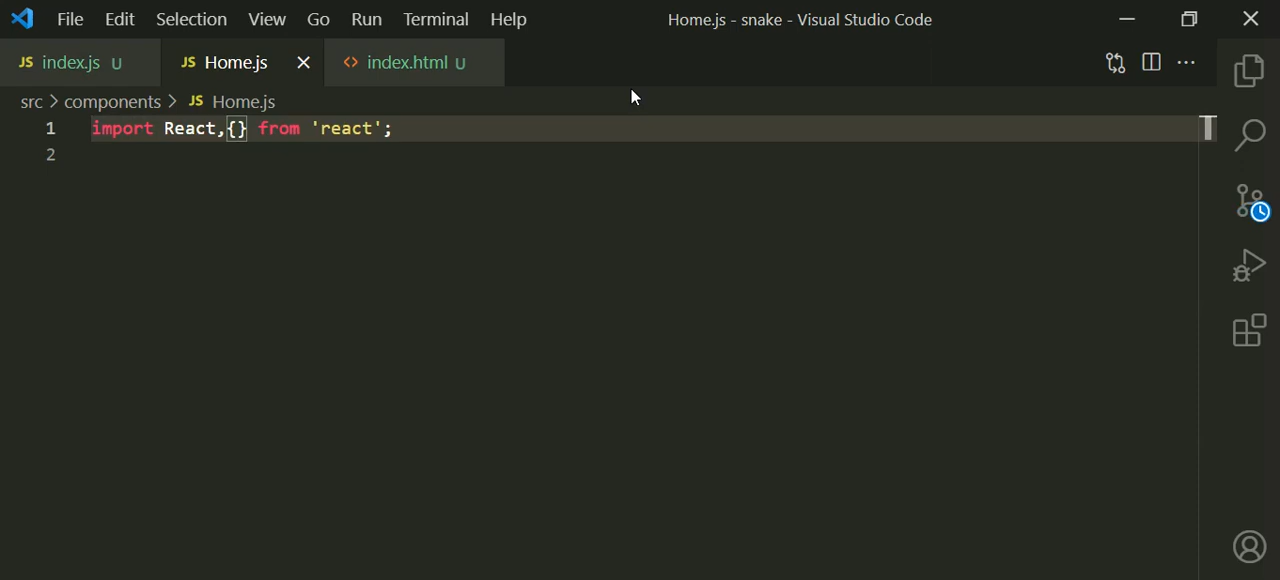 File Edit Selection View Go Run Terminal Help Home.js - snake - Visual Studio Code
JS index.js U JS Home.js <> index.html U
src > components > JS Home.js
1 import React,{} from 'react';
2